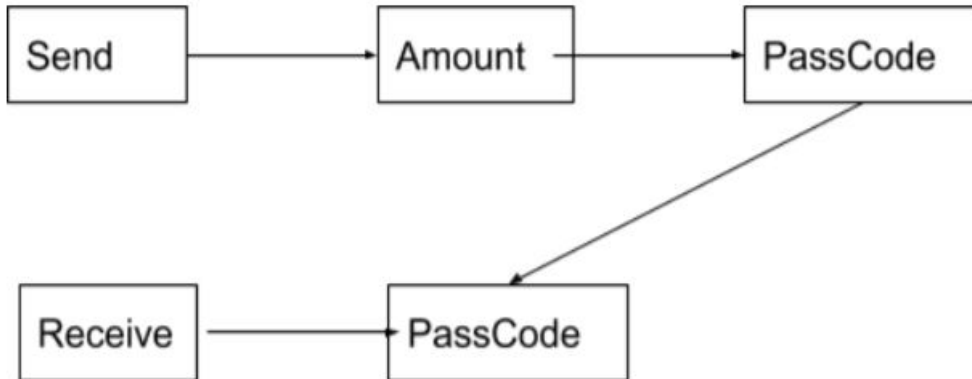 Send
Amount
PassCode
Receive
PassCode